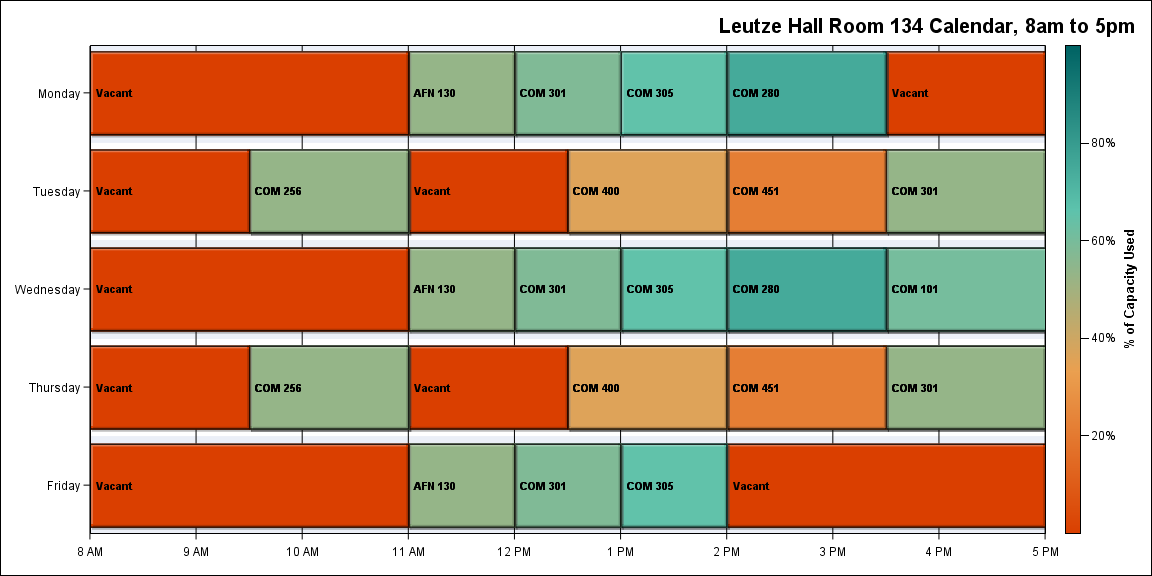 Leutze Hall Room 134 Calendar, 8am to 5pm
Monday
Vacant
AFN 130
COM 301
COM 305
COM 280
Vacant
Tuesday
Vacant
COM 256
Vacant
COM 400
COM 451
COM 301
Wednesday
Vacant
AFN 130
COM 301
COM 305
COM 280
COM 101
Thursday
Vacant
COM 256
Vacant
COM 400
COM 451
COM 301
Friday
Vacant
AFN 130
COM 301
COM 305
Vacant
8 AM
9 AM
10 AM
11 AM
12 PM
1 PM
2 PM
3 PM
4 PM
5 PM
80%
60%
40%
20%
% of Capacity Used